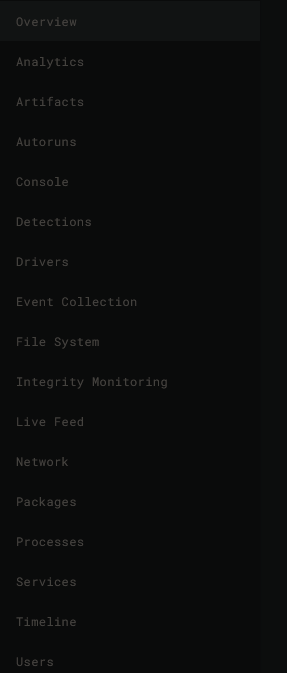 Overview
Analytics
Artifacts
Autoruns
Console
Detections
Drivers
Event Collection
File System
Integrity Monitoring
Live Feed
Network
Packages
Processes
Services
Timeline
Users